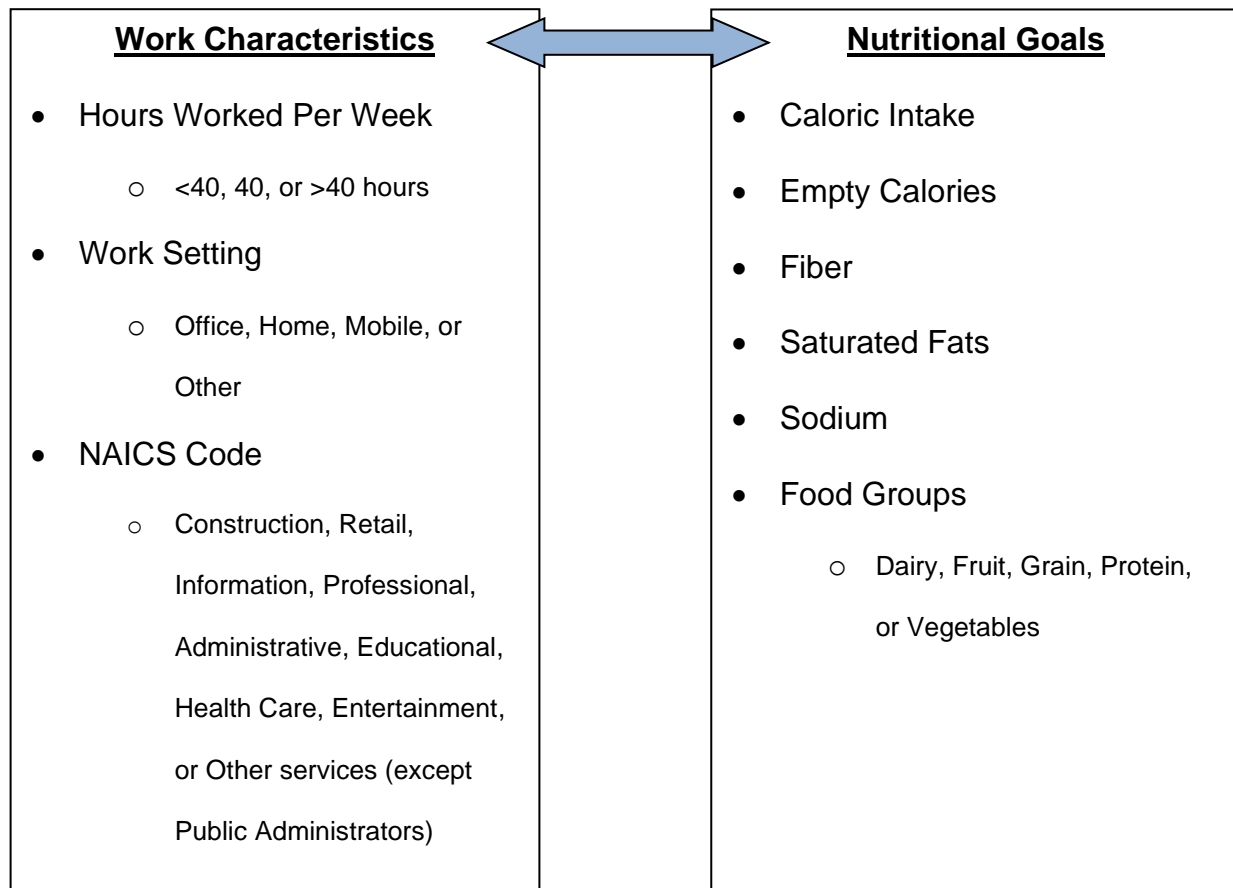 Work Characteristics
• Hours Worked Per Week
o <40, 40, or >40 hours
• Work Setting
o Office, Home, Mobile, or
Other
• NAICS Code
o Construction, Retail,
Information, Professional,
Administrative, Educational,
Health Care, Entertainment,
or Other services (except
Public Administrators)
Nutritional Goals
• Caloric Intake
• Empty Calories
• Fiber
• Saturated Fats
• Sodium
• Food Groups
o Dairy, Fruit, Grain, Protein,
or Vegetables